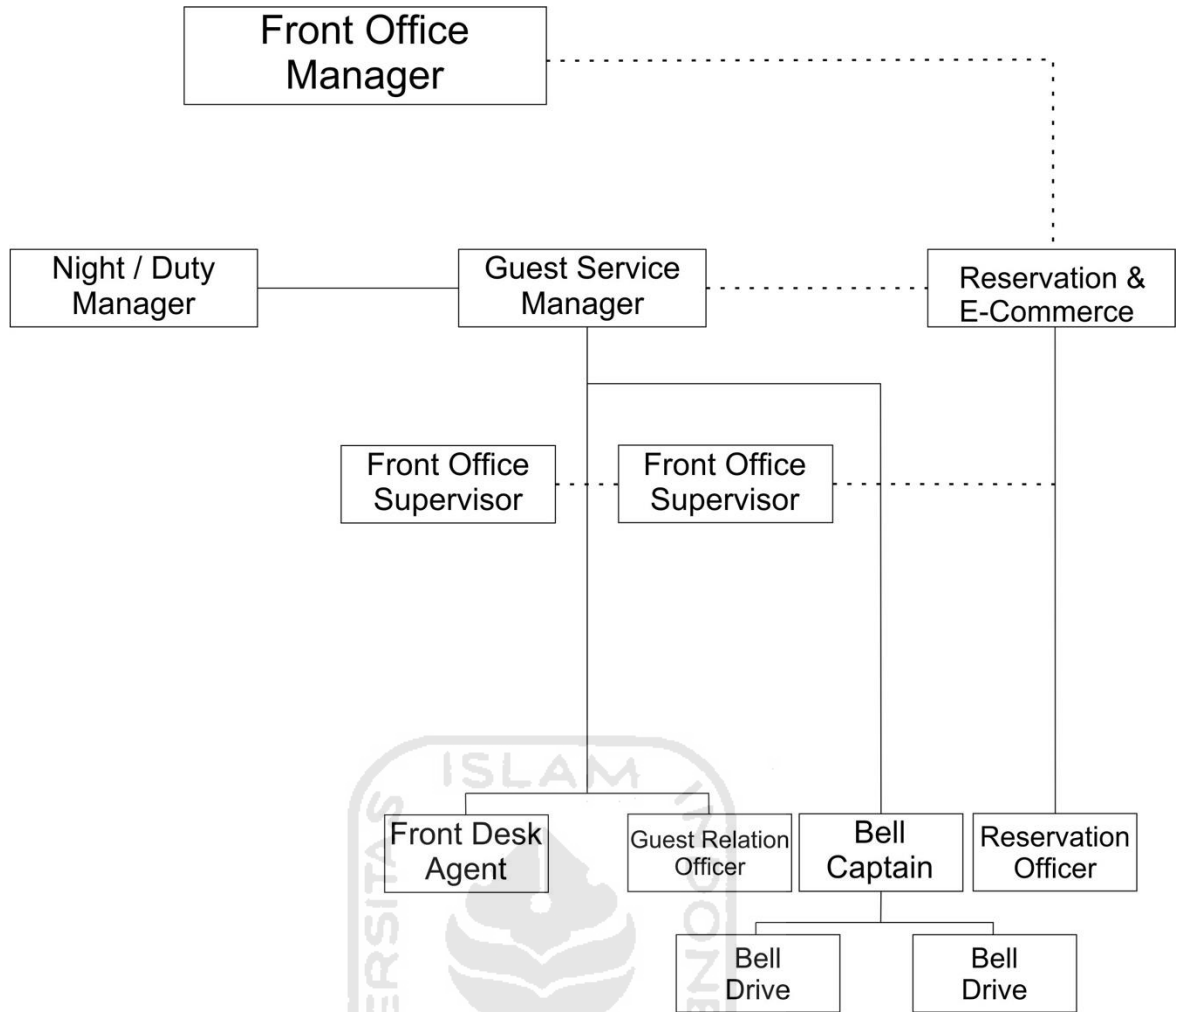 Front Office
Manager
Night / Duty
Manager
Guest Service
Manager
Reservation &
E-Commerce
Front Office
Supervisor
Front Office
Supervisor
ISLAM
Front Desk
Agent
Guest Relation
Officer
Bell
Captain
Reservation
Officer
Bell
Drive
Bell
Drive